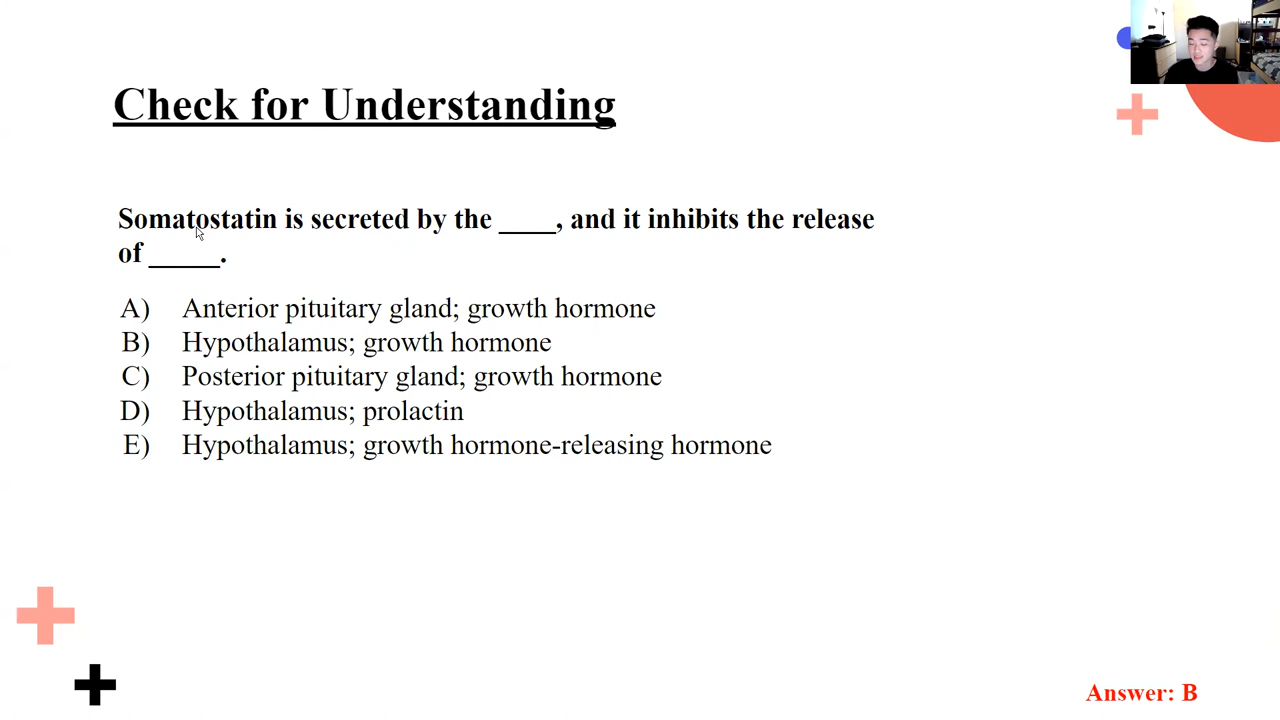 Check for Understanding
Somatostatin is secreted by the ____, and it inhibits the release
of _____.
A) Anterior pituitary gland; growth hormone
B) Hypothalamus; growth hormone
C) Posterior pituitary gland; growth hormone
D) Hypothalamus; prolactin
E) Hypothalamus; growth hormone-releasing hormone
Answer: B